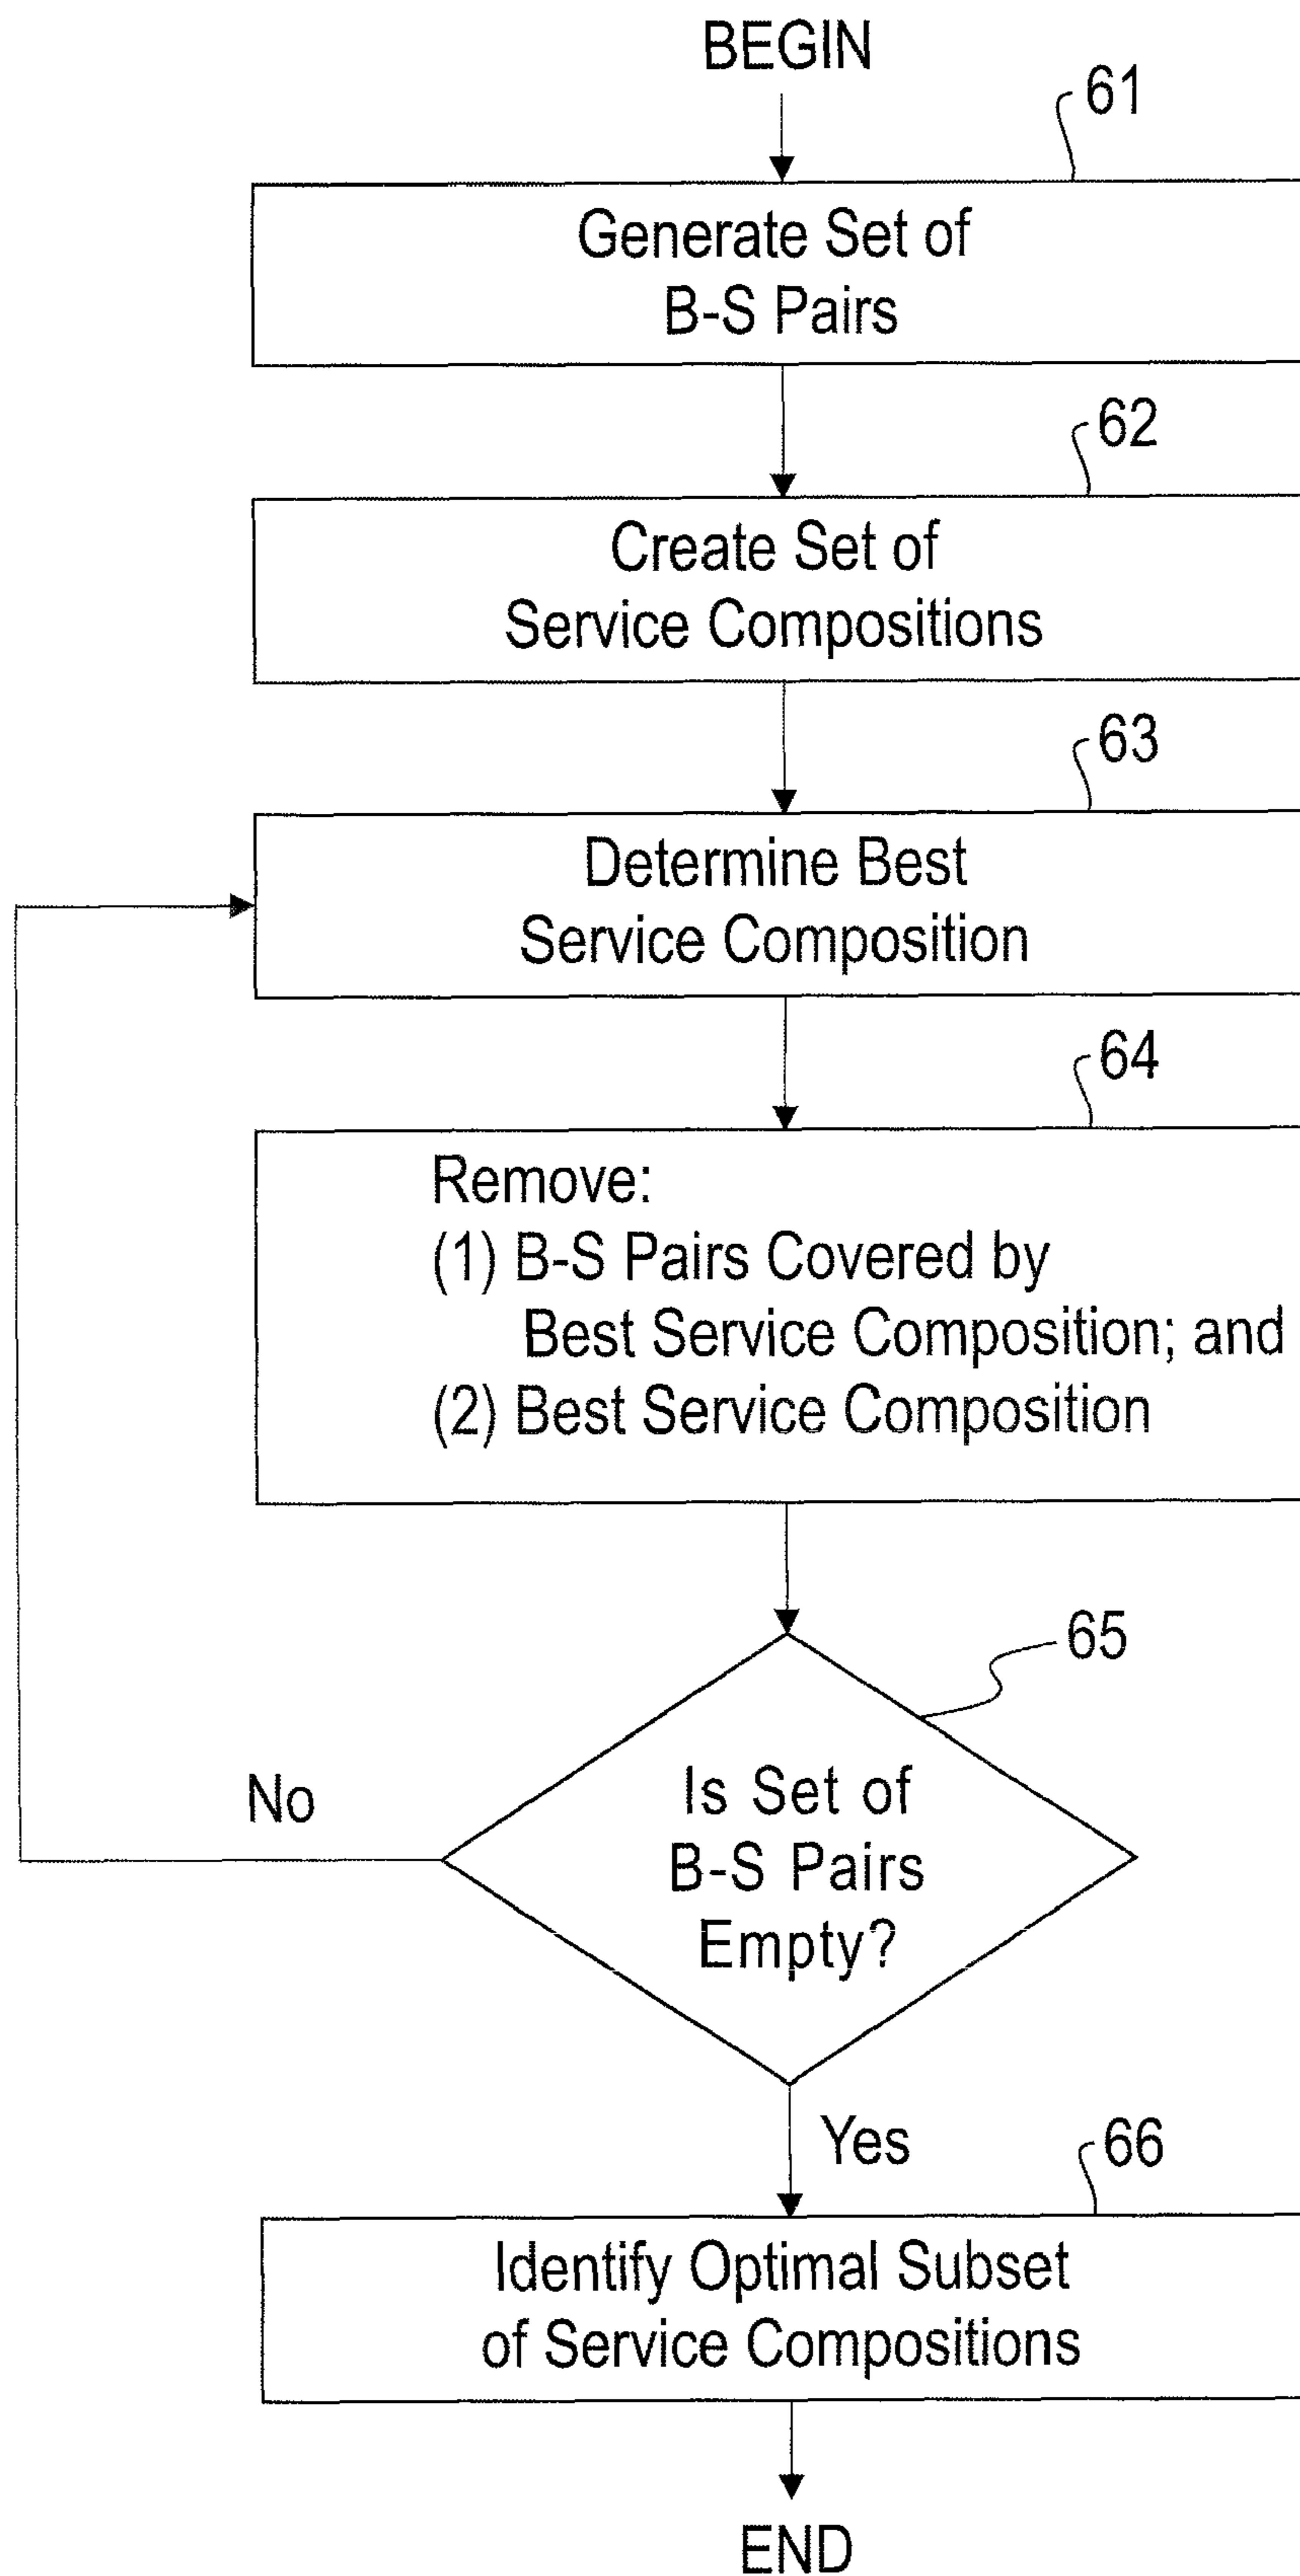 BEGIN
61
Generate Set of
B-S Pairs
62
Create Set of
Service Compositions
63
Determine Best
Service Composition
64
Remove:
(1) B-S Pairs Covered by
Best Service Composition; and
(2) Best Service Composition
65
Is Set of
B-S Pairs
Empty?
No
Yes
66
Identify Optimal Subset
of Service Compositions
END